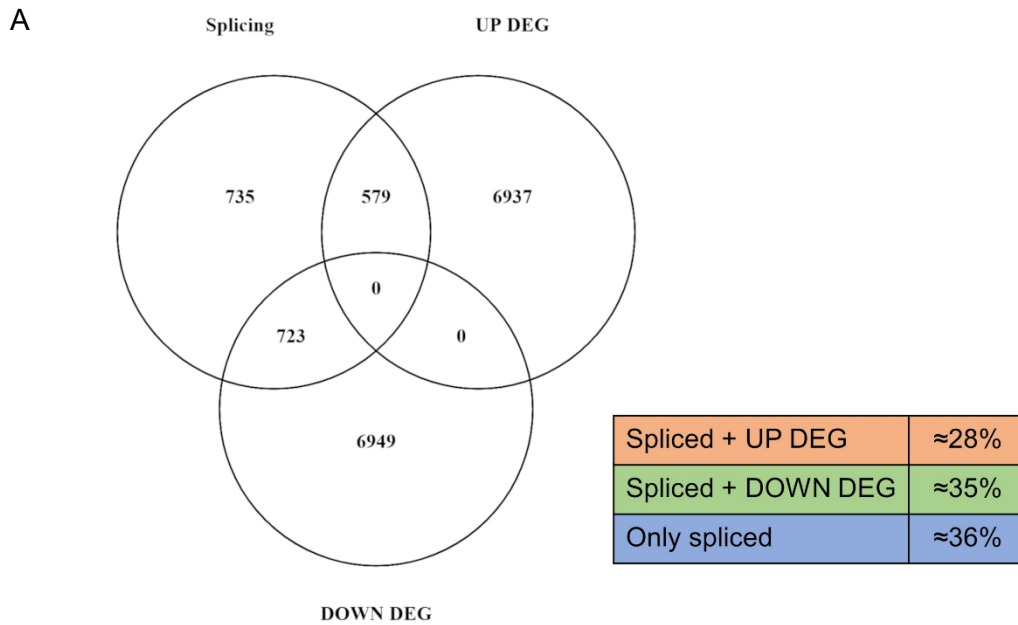 A
Splicing UP DEG
735 579 6937
0
723 0
6949
Spliced + UP DEG ≈28%
Spliced + DOWN DEG ≈35%
Only spliced ≈36%
DOWN DEG